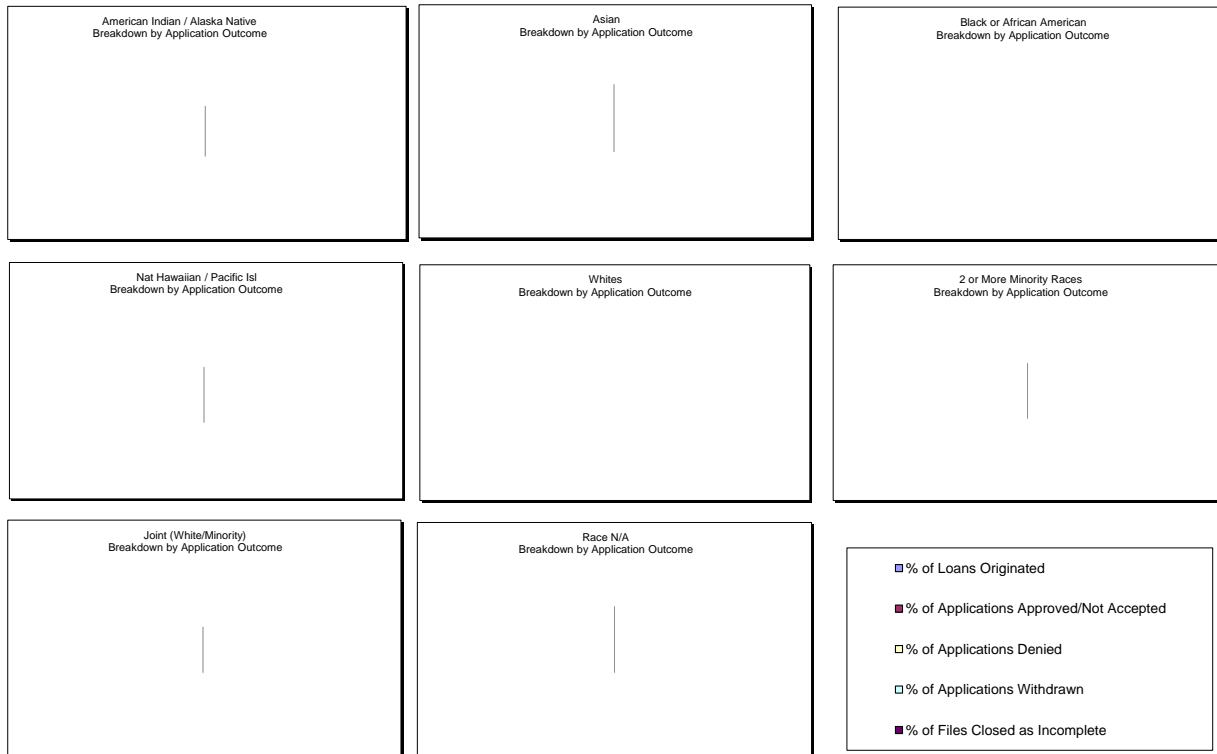 American Indian / Alaska Native
Breakdown by Application Outcome
Asian
Breakdown by Application Outcome
Black or African American
Breakdown by Application Outcome
Nat Hawaiian / Pacific Isl
Breakdown by Application Outcome
Whites
Breakdown by Application Outcome
2 or More Minority Races
Breakdown by Application Outcome
Joint (White/Minority)
Breakdown by Application Outcome
Race N/A
Breakdown by Application Outcome
% of Loans Originated
% of Applications Approved/Not Accepted
% of Applications Denied
% of Applications Withdrawn
% of Files Closed as Incomplete